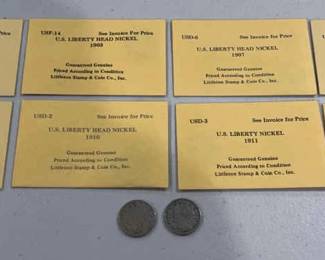 USF-14 See Invoice for Price
U.S. LIBERTY HEAD NICKEL
1903
Guaranteed Genuine
Priced According to Condition
Littleton Stamp & Coin Co., Inc.
USD-6 See Invoice for Price
U.S. LIBERTY HEAD NICKEL
1907
Guaranteed Genuine
Priced According to Condition
Littleton Stamp & Coin Co., Inc.
USD-2 See Invoice for Price
U.S. LIBERTY HEAD NICKEL
1910
Guaranteed Genuine
Priced According to Condition
Littleton Stamp & Coin Co., Inc.
USD-3 See Invoice for Price
U.S. LIBERTY NICKEL
1911
Guaranteed Genuine
Priced According to Condition
Littleton Stamp & Coin Co., Inc.